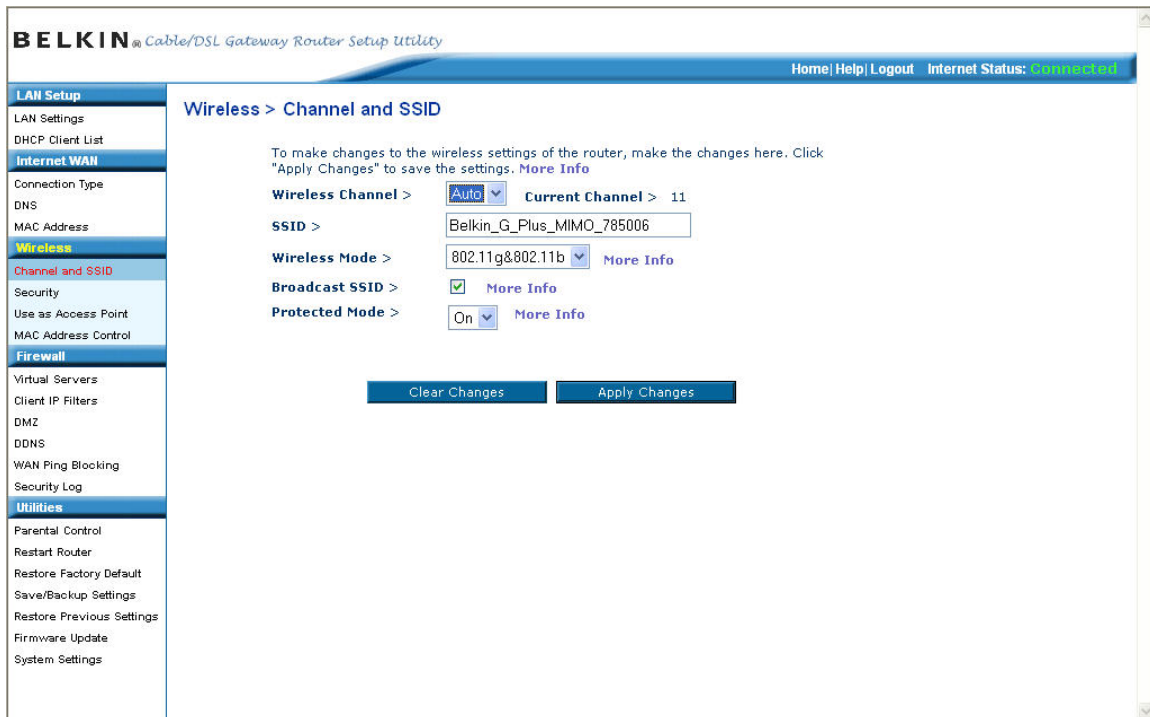 BELKIN® Cable/DSL Gateway Router Setup Utility
Home| Help| Logout Internet Status: Connected
LAN Setup
LAN Settings
DHCP Client List
Internet WAN
Connection Type
DNS
MAC Address
Wireless
Channel and SSID
Security
Use as Access Point
MAC Address Control
Firewall
Virtual Servers
Client IP Filters
DMZ
DDNS
WAN Ping Blocking
Security Log
Utilities
Parental Control
Restart Router
Restore Factory Default
Save/Backup Settings
Restore Previous Settings
Firmware Update
System Settings
Wireless > Channel and SSID
To make changes to the wireless settings of the router, make the changes here. Click
"Apply Changes" to save the settings. More Info
Wireless Channel > Auto Current Channel > 11
SSID > Belkin_G_Plus_MIMO_785006
Wireless Mode > 802.11g&802.11b More Info
Broadcast SSID > More Info
Protected Mode > On More Info
Clear Changes Apply Changes